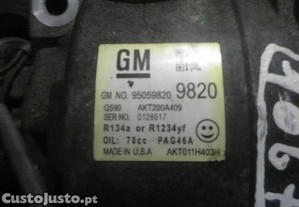 GM
GM NO. 95059820 9820
QS90 AKT200A409
SER NO. 0128617
R134a or R1234yf
OIL: 70cc PAG46A
MADE IN U.S.A AKT011H403H
CustoJusto.pt